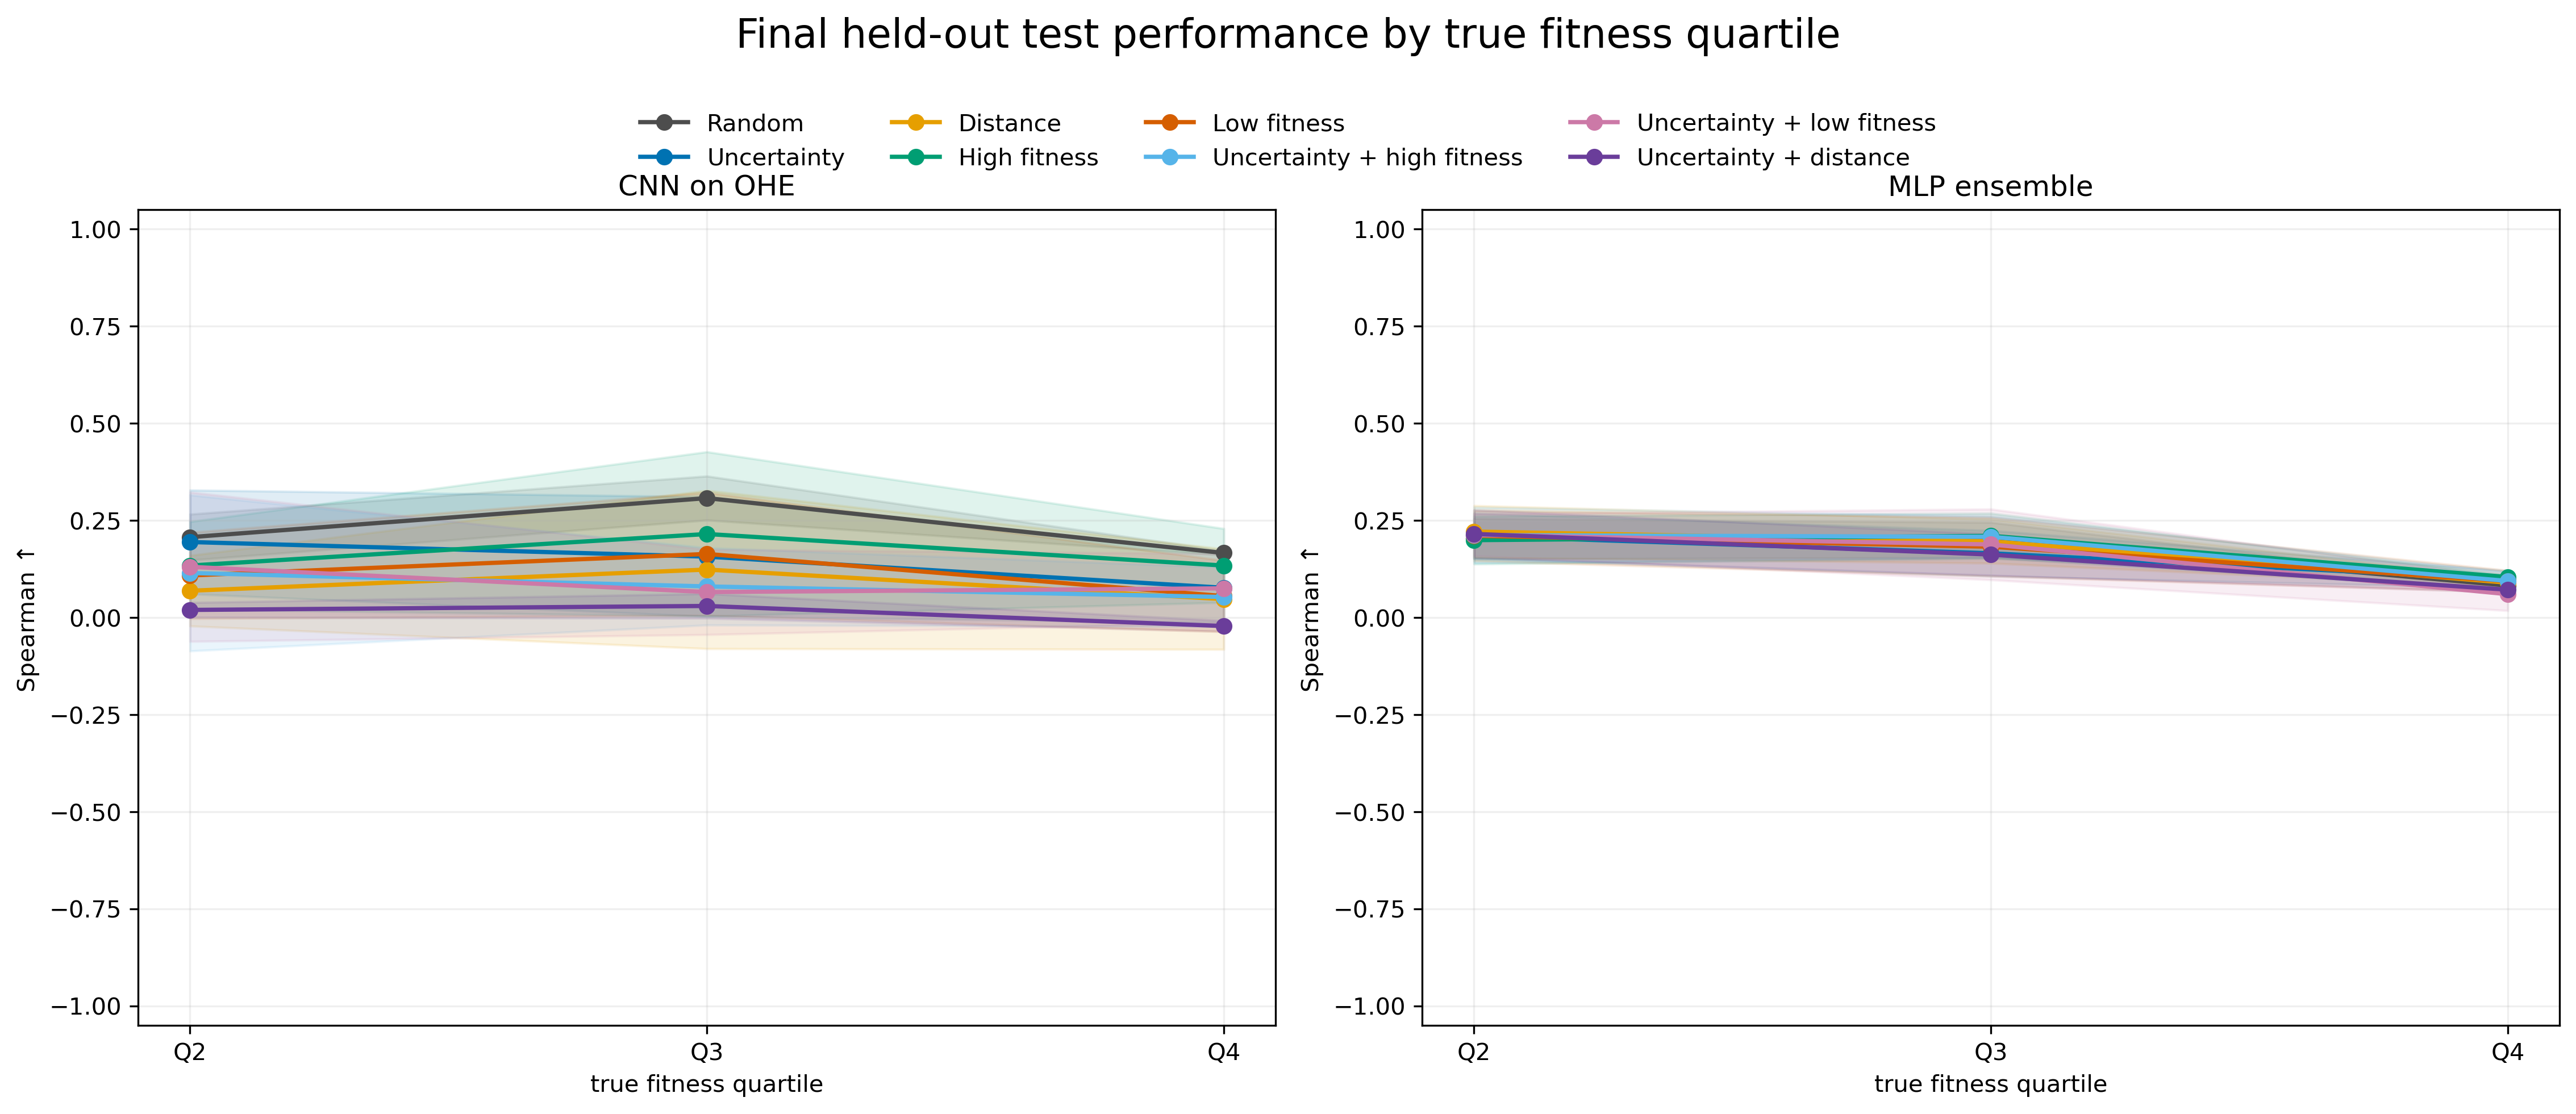 Final held-out test performance by true fitness quartile
Random
Uncertainty
Distance
High fitness
Low fitness
Uncertainty + high fitness
Uncertainty + low fitness
Uncertainty + distance
CNN on OHE
1.00
0.75
0.50
0.25
0.00
−0.25
−0.50
−0.75
−1.00
Spearman ↑
Q2 Q3 Q4
true fitness quartile
MLP ensemble
1.00
0.75
0.50
0.25
0.00
−0.25
−0.50
−0.75
−1.00
Spearman ↑
Q2 Q3 Q4
true fitness quartile